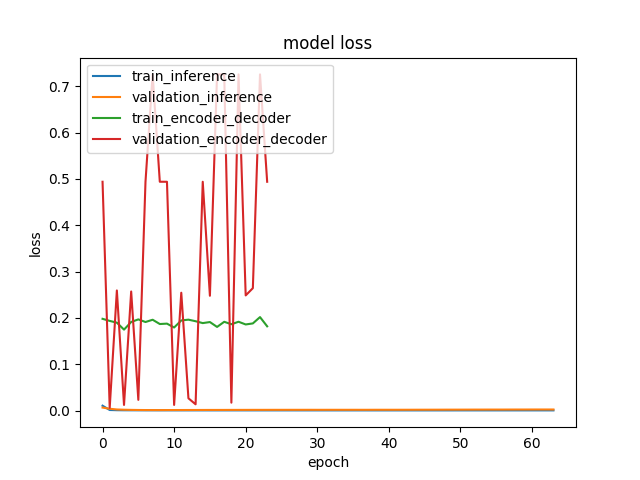 model loss
train_inference
validation_inference
train_encoder_decoder
validation_encoder_decoder
loss
0.7
0.6
0.5
0.4
0.3
0.2
0.1
0.0
0 10 20 30 40 50 60
epoch